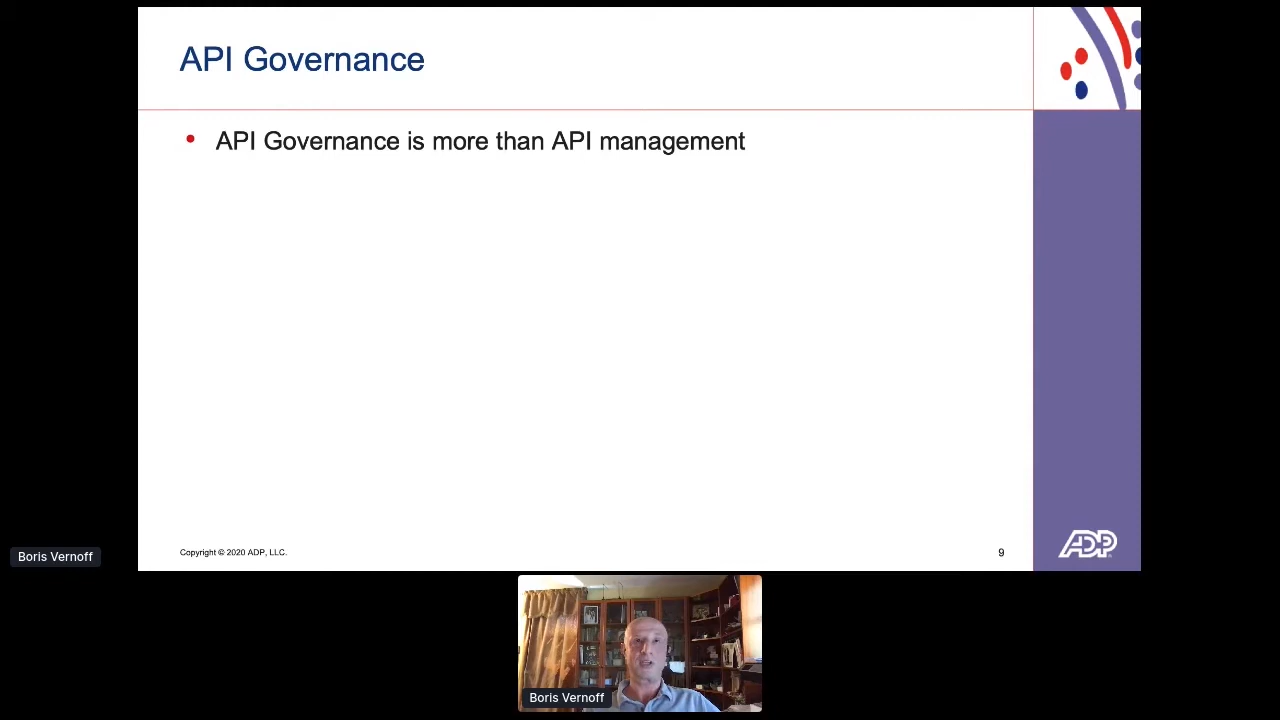 API Governance
• API Governance is more than API management
Copyright © 2020 ADP, LLC.
9
ADP
Boris Vernoff
Boris Vernoff